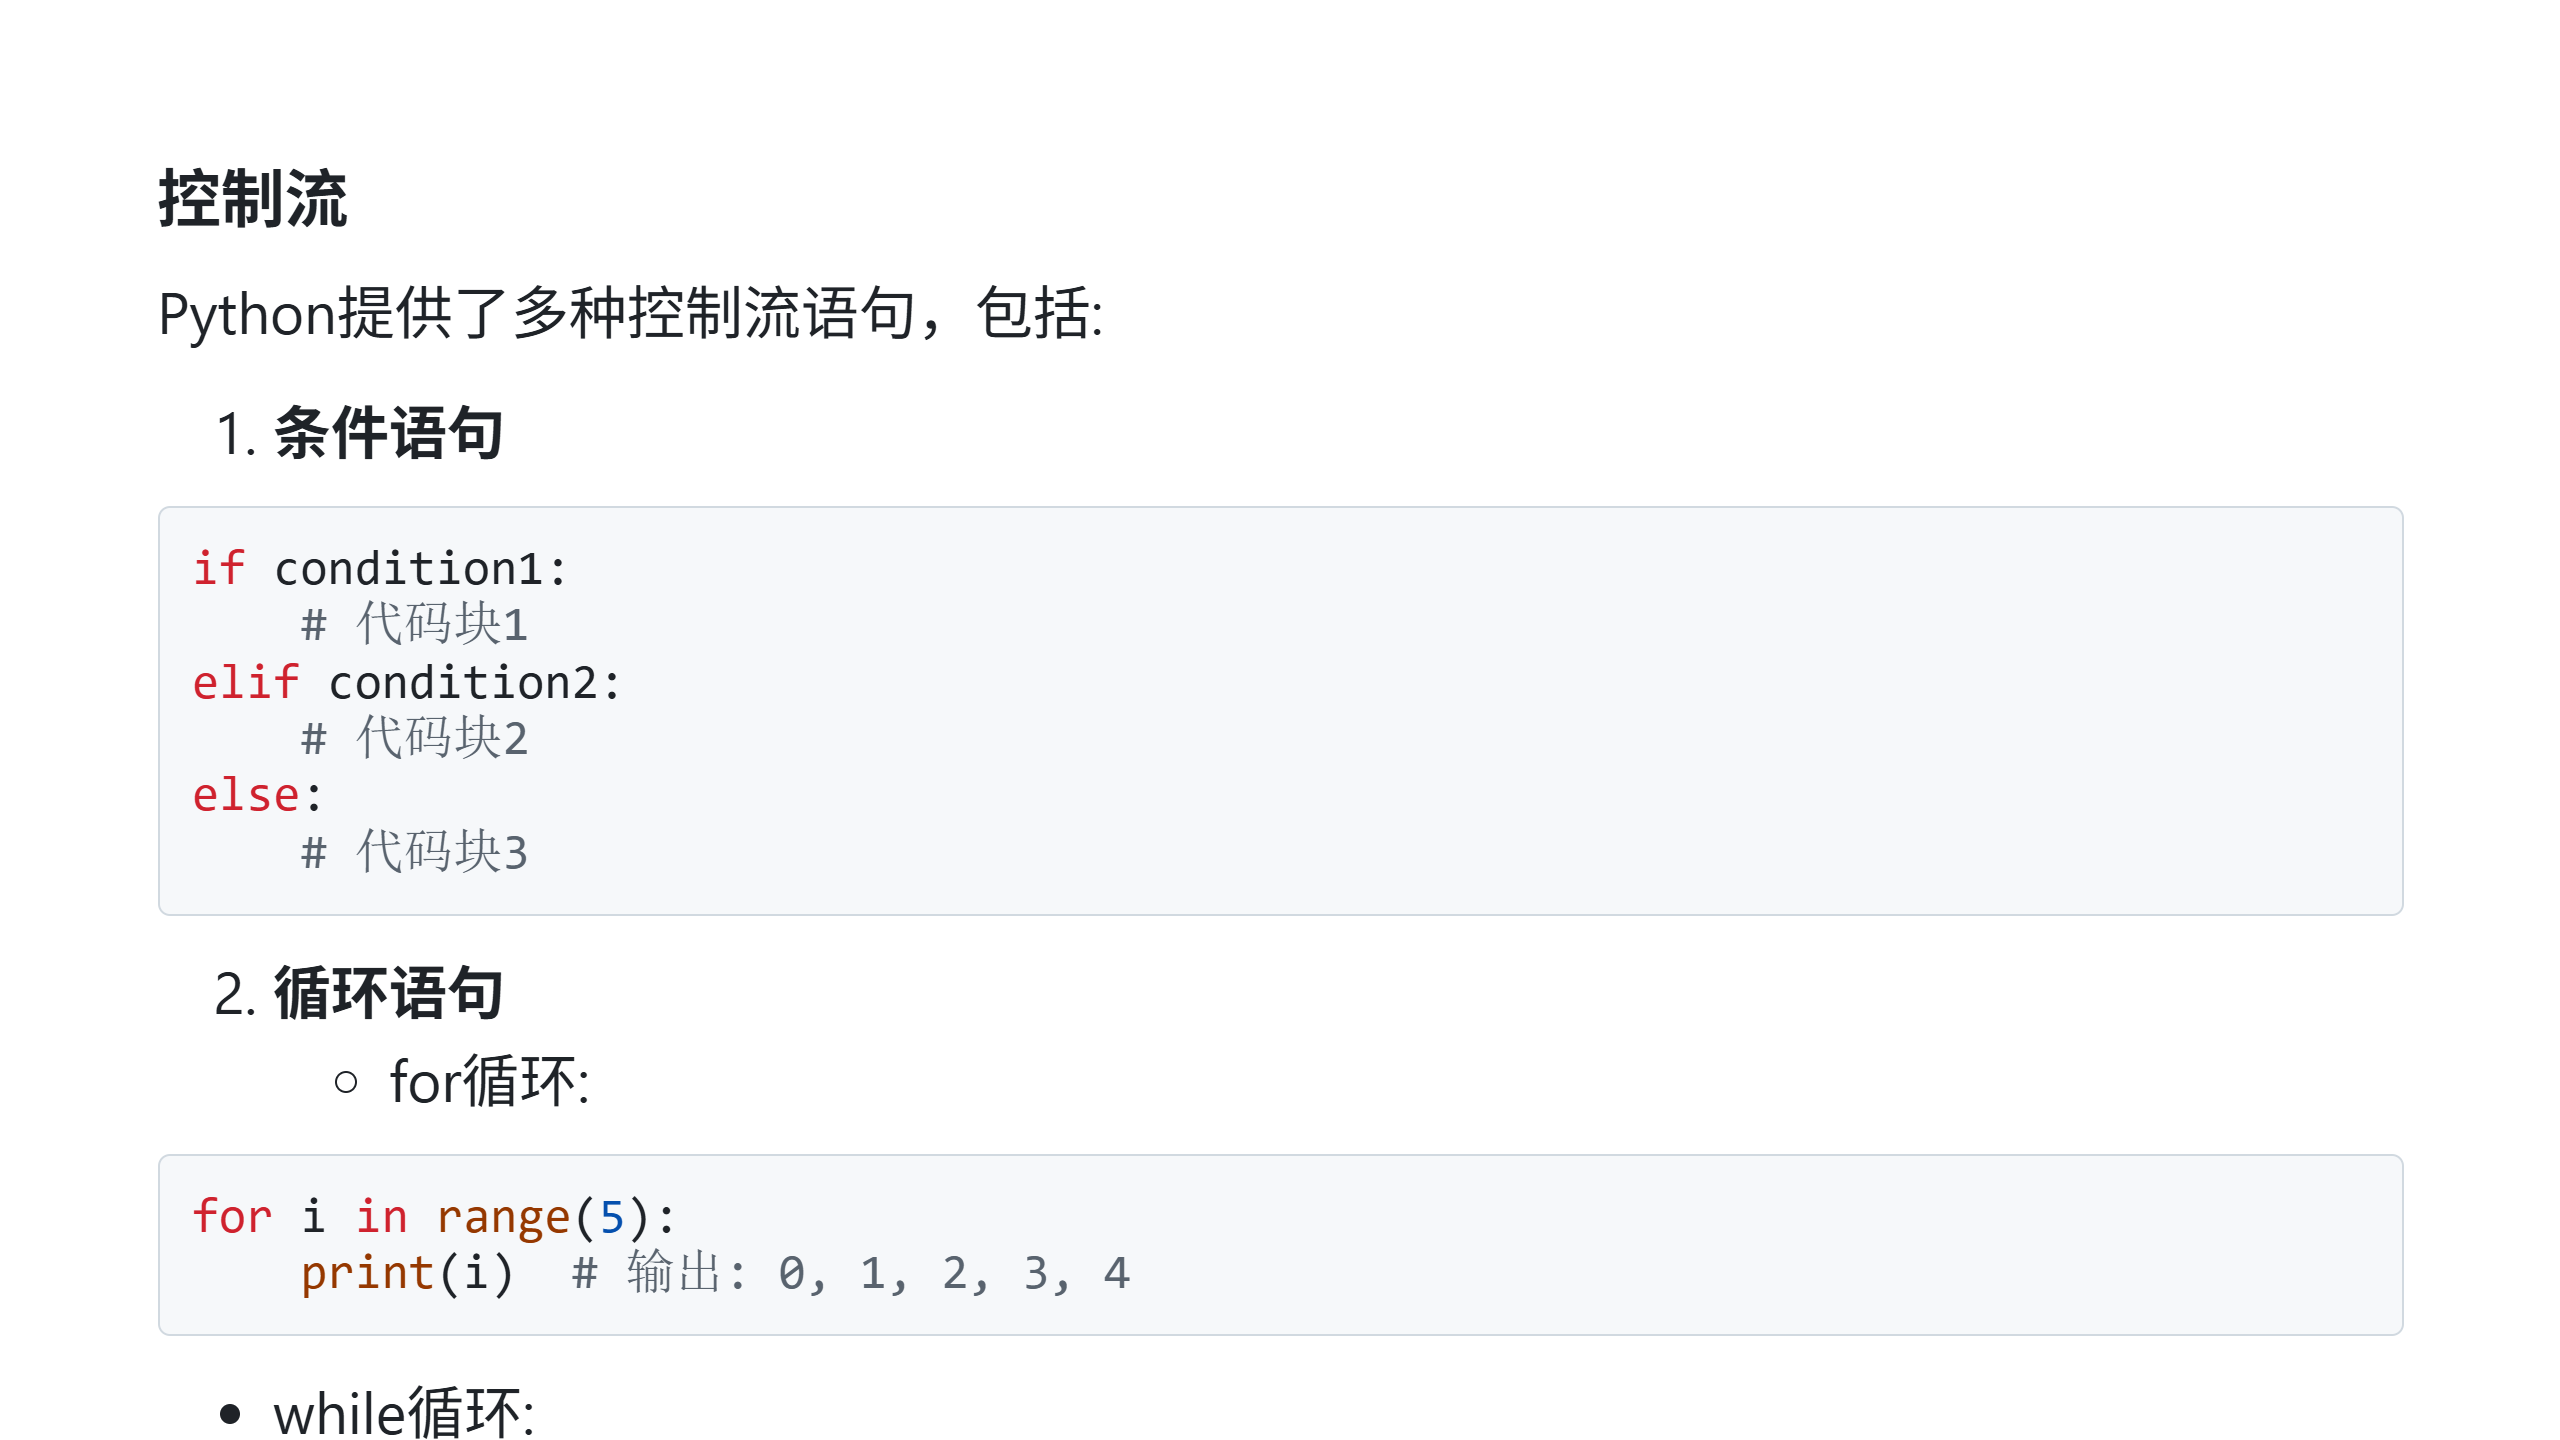 控制流
Python提供了多种控制流语句，包括:
1. 条件语句
if condition1:
    # 代码块1
elif condition2:
    # 代码块2
else:
    # 代码块3
2. 循环语句
for循环:
for i in range(5):
    print(i)  # 输出: 0, 1, 2, 3, 4
while循环: